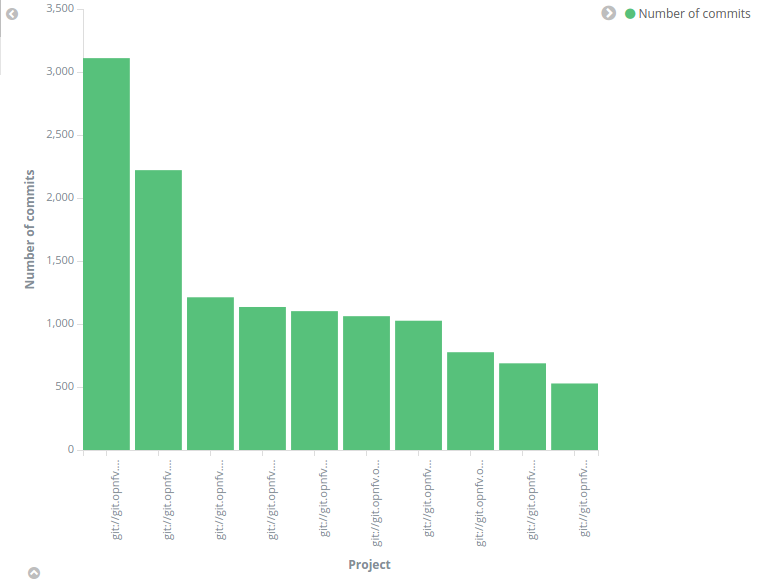 3,500
3,000
2,500
2,000
1,500
1,000
500
0
Number of commits
Number of commits
git://git.opnfv....
git://git.opnfv....
git://git.opnfv....
git://git.opnfv....
git://git.opnfv...
git://git.opnfv.o...
git://git.opnfv...
git://git.opnfv.o...
git://git.opnfv....
git://git.opnfv...
Project